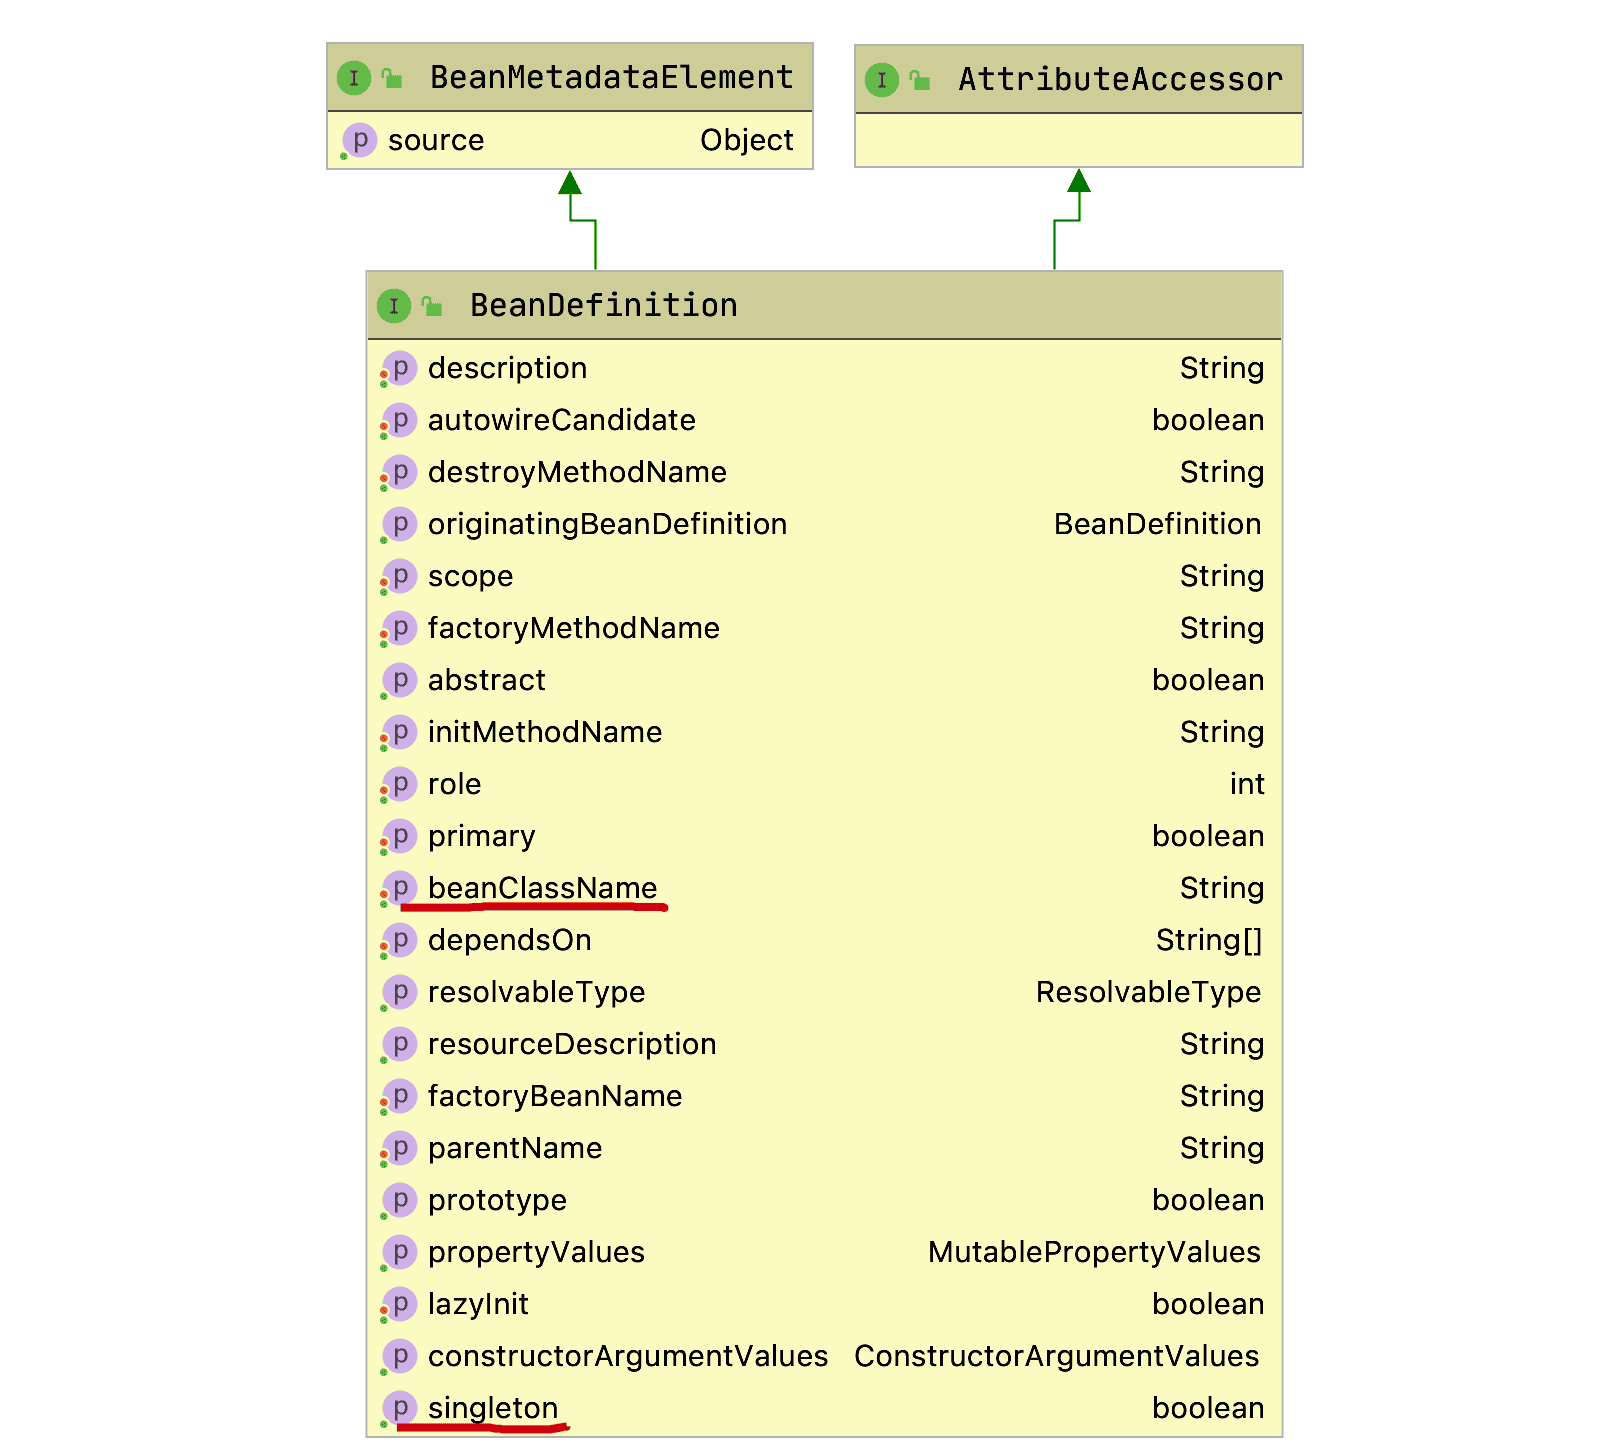 I BeanMetadataElement
p source Object
I AttributeAccessor
I BeanDefinition
p description String
p autowireCandidate boolean
p destroyMethodName String
p originatingBeanDefinition BeanDefinition
p scope String
p factoryMethodName String
p abstract boolean
p initMethodName String
p role int
p primary boolean
p beanClassName String
p dependsOn String[]
p resolvableType ResolvableType
p resourceDescription String
p factoryBeanName String
p parentName String
p prototype boolean
p propertyValues MutablePropertyValues
p lazyInit boolean
p constructorArgumentValues ConstructorArgumentValues
p singleton boolean